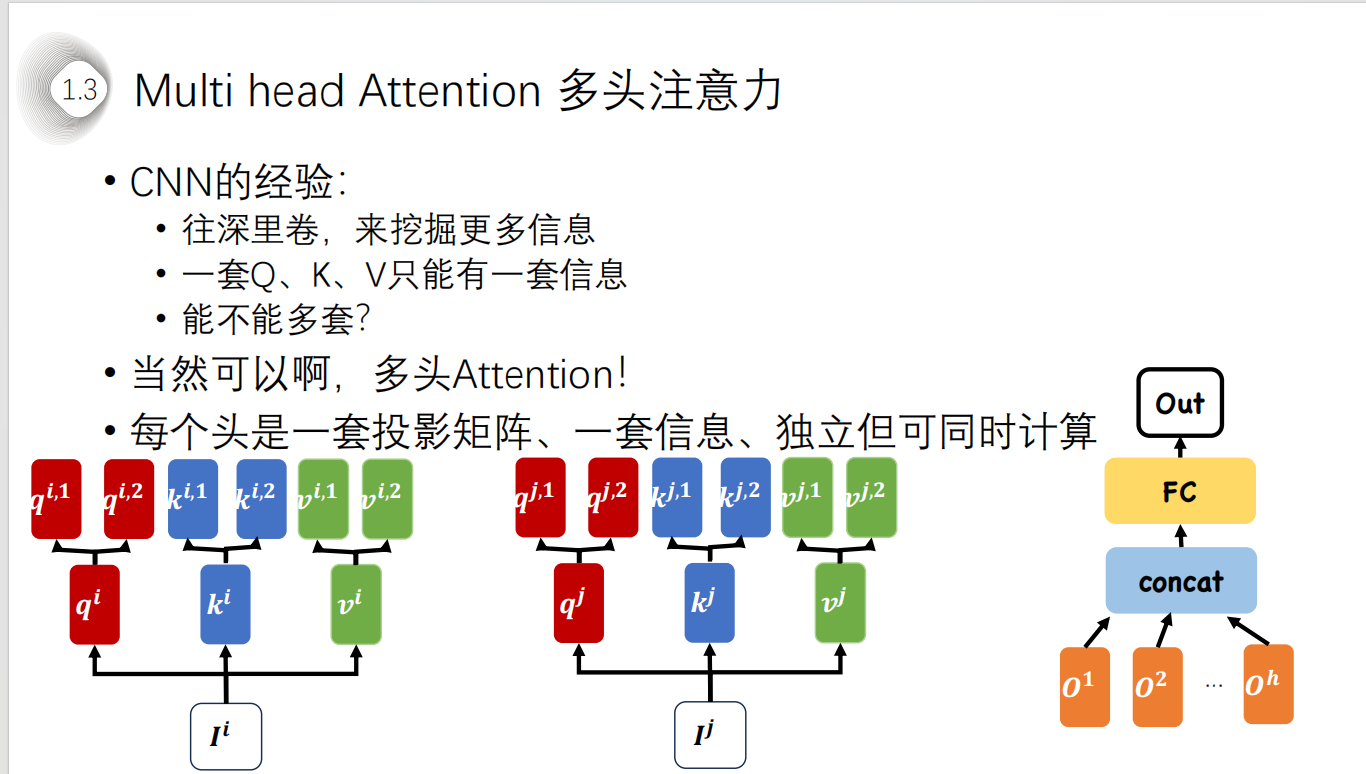 1.3
Multi head Attention 多头注意力
• CNN的经验：
• 往深里卷，来挖掘更多信息
• 一套Q、K、V只能有一套信息
• 能不能多套？
• 当然可以啊，多头Attention！
• 每个头是一套投影矩阵、一套信息、独立但可同时计算
q^{i,1} q^{i,2} k^{i,1} k^{i,2} v^{i,1} v^{i,2}
q^i k^i v^i
I^i
q^{j,1} q^{j,2} k^{j,1} k^{j,2} v^{j,1} v^{j,2}
q^j k^j v^j
I^j
Out
FC
concat
O^1 O^2 ... O^h